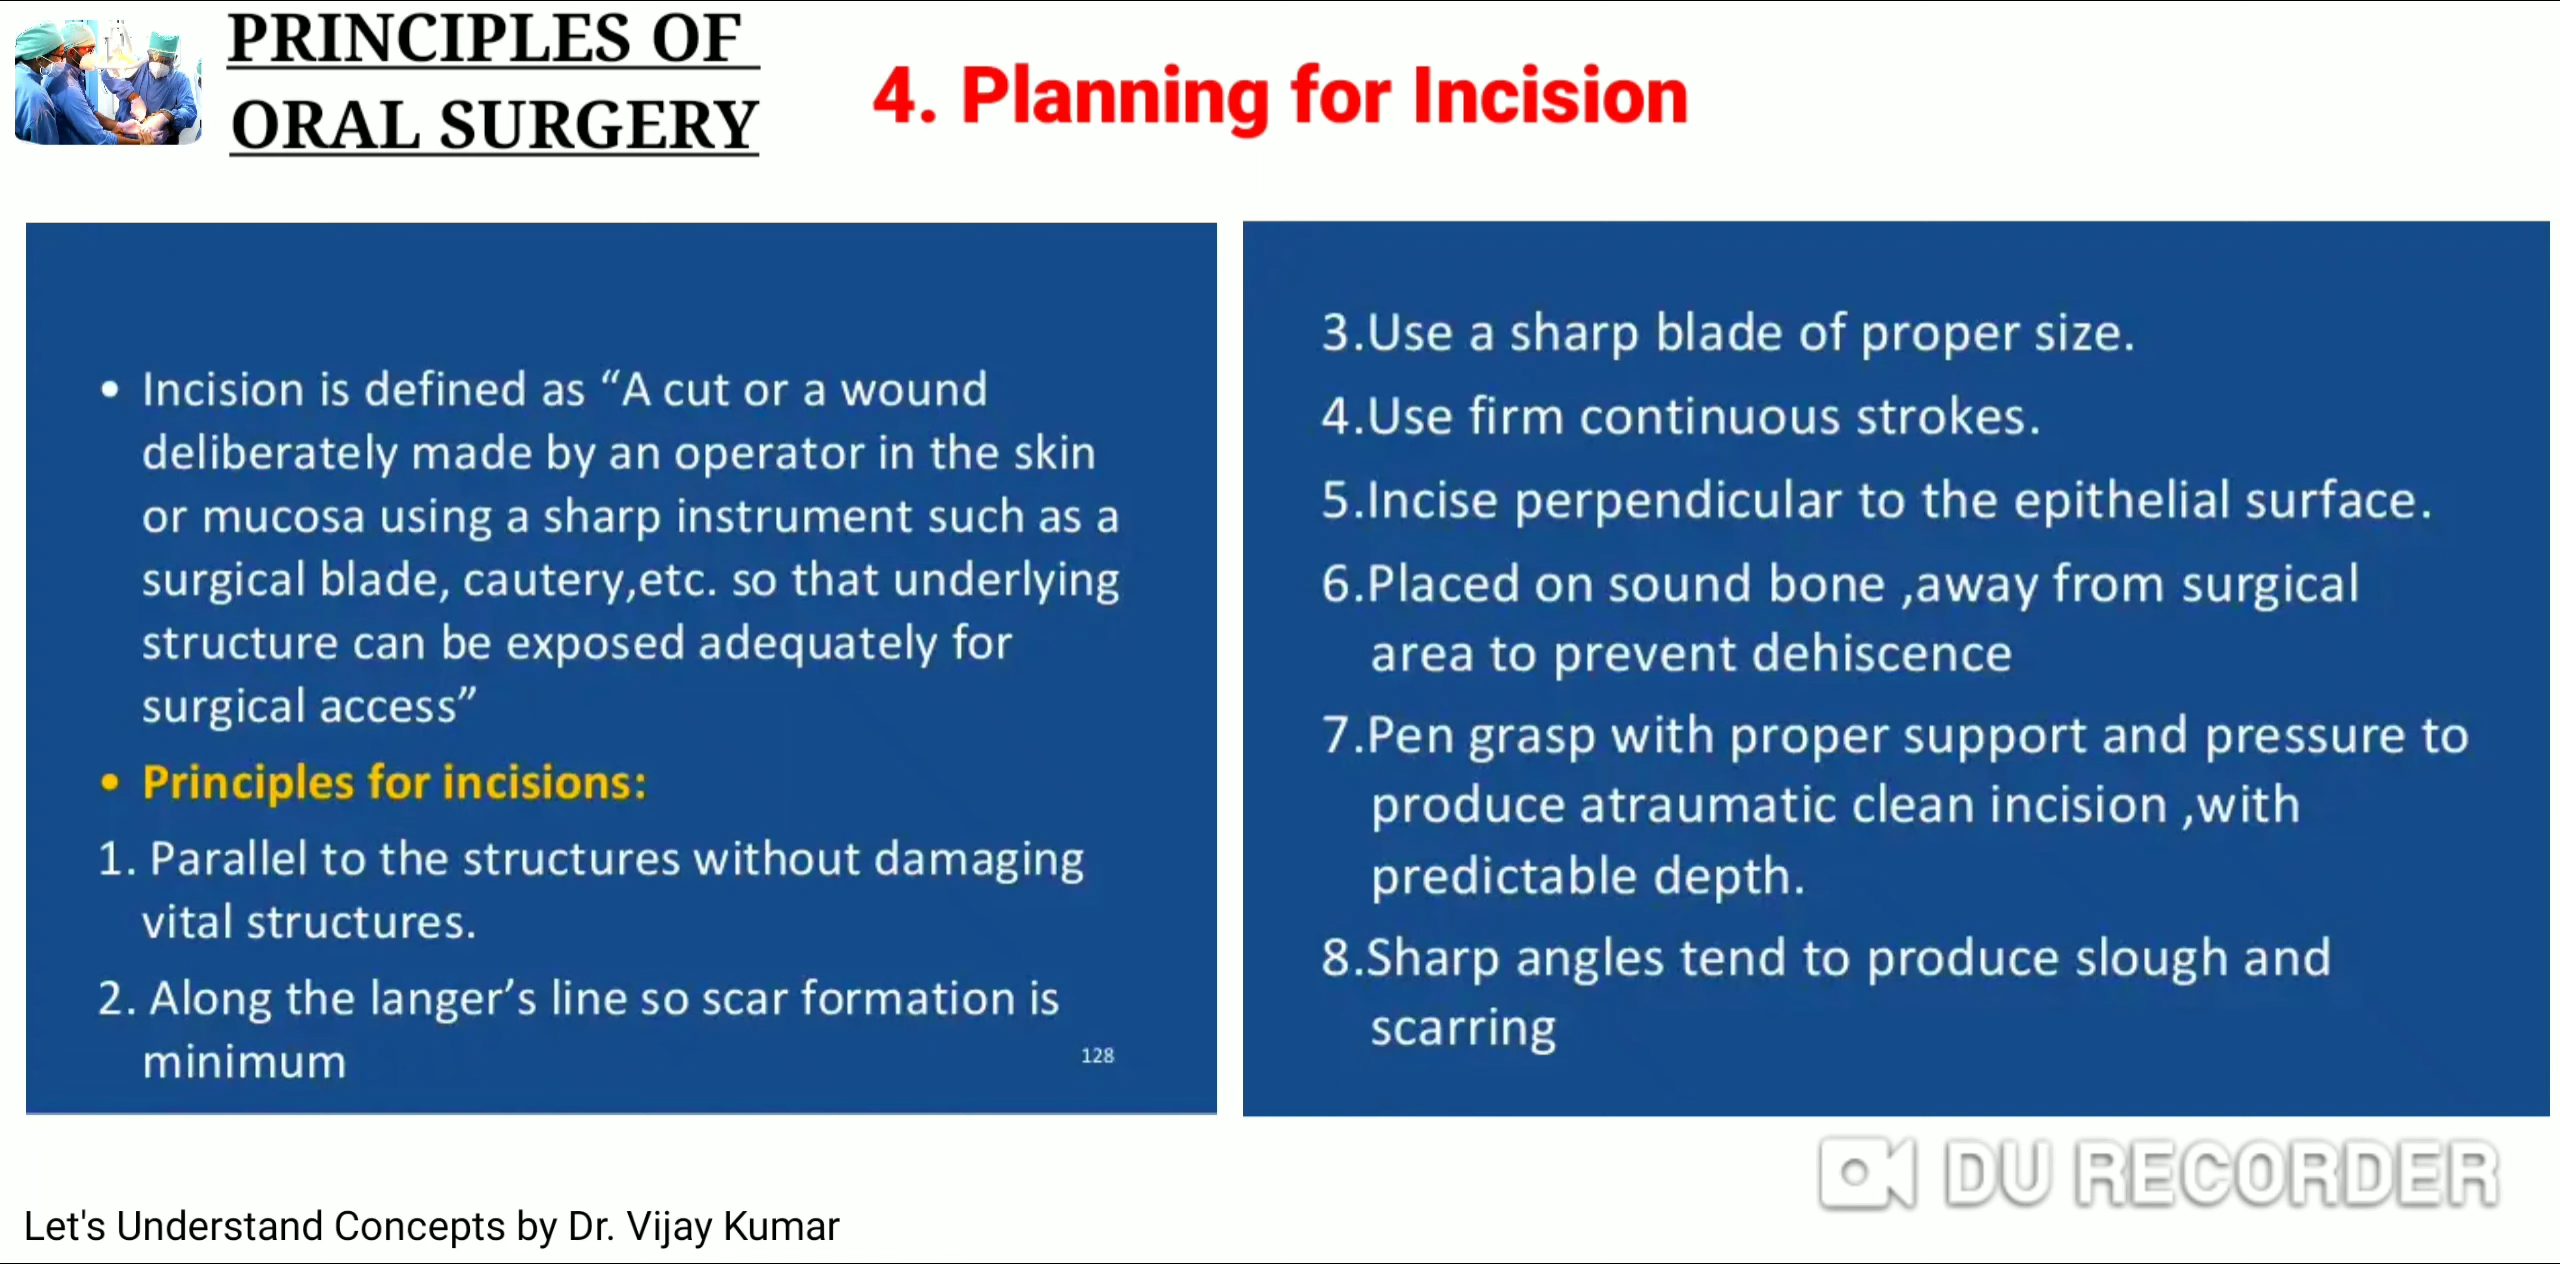 PRINCIPLES OF
ORAL SURGERY
4. Planning for Incision
• Incision is defined as “A cut or a wound
deliberately made by an operator in the skin
or mucosa using a sharp instrument such as a
surgical blade, cautery,etc. so that underlying
structure can be exposed adequately for
surgical access”
• Principles for incisions:
1. Parallel to the structures without damaging
vital structures.
2. Along the langer’s line so scar formation is
minimum
128
3.Use a sharp blade of proper size.
4.Use firm continuous strokes.
5.Incise perpendicular to the epithelial surface.
6.Placed on sound bone ,away from surgical
area to prevent dehiscence
7.Pen grasp with proper support and pressure to
produce atraumatic clean incision ,with
predictable depth.
8.Sharp angles tend to produce slough and
scarring
DU RECORDER
Let's Understand Concepts by Dr. Vijay Kumar